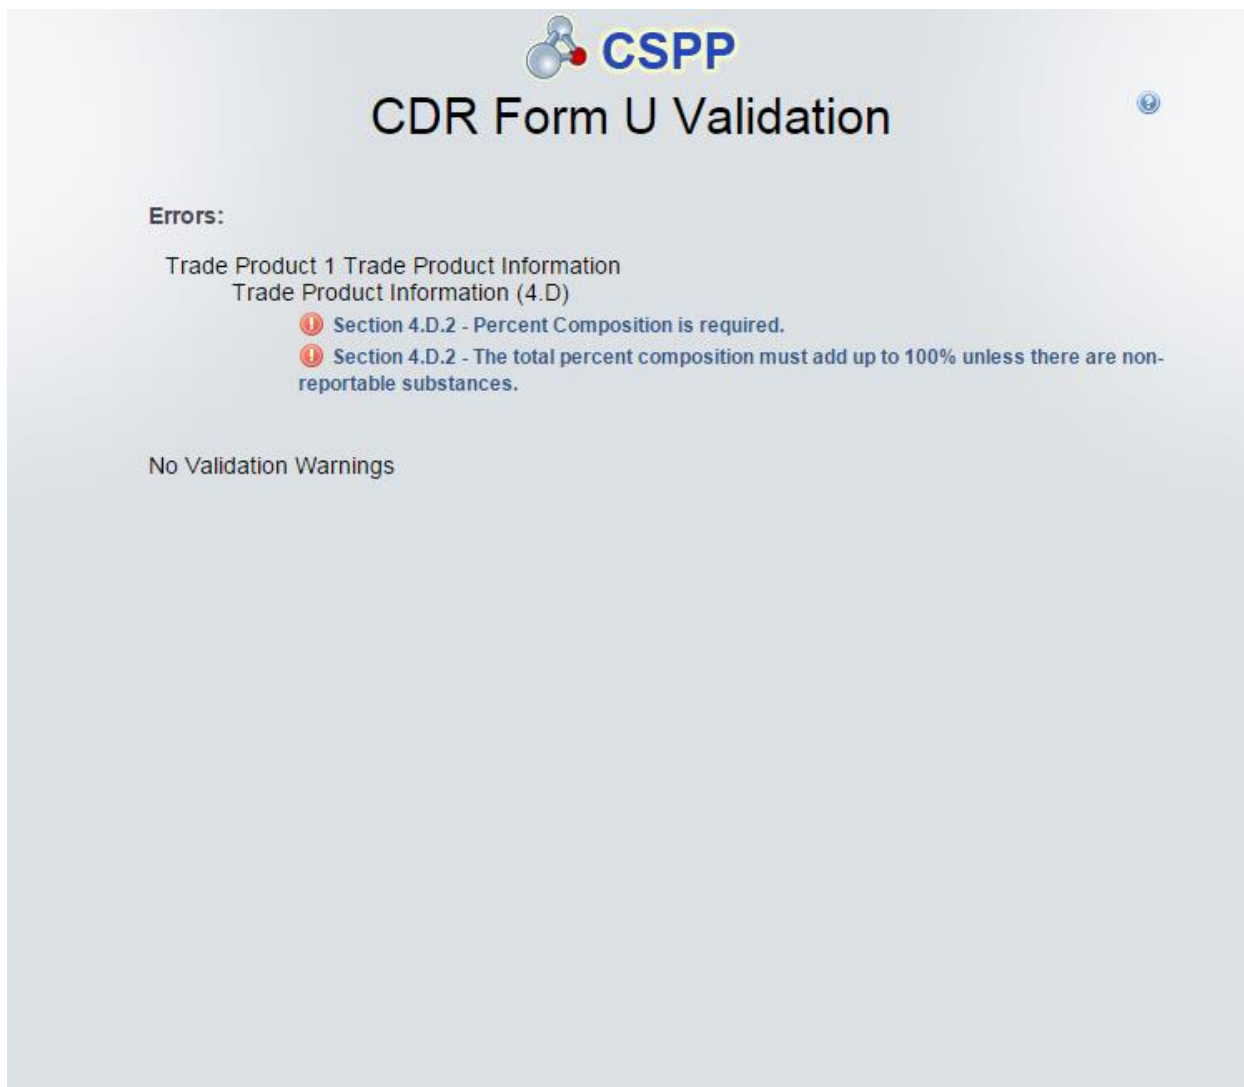 CSPP
CDR Form U Validation
Errors:
Trade Product 1 Trade Product Information
Trade Product Information (4.D)
Section 4.D.2 - Percent Composition is required.
Section 4.D.2 - The total percent composition must add up to 100% unless there are non-
reportable substances.
No Validation Warnings